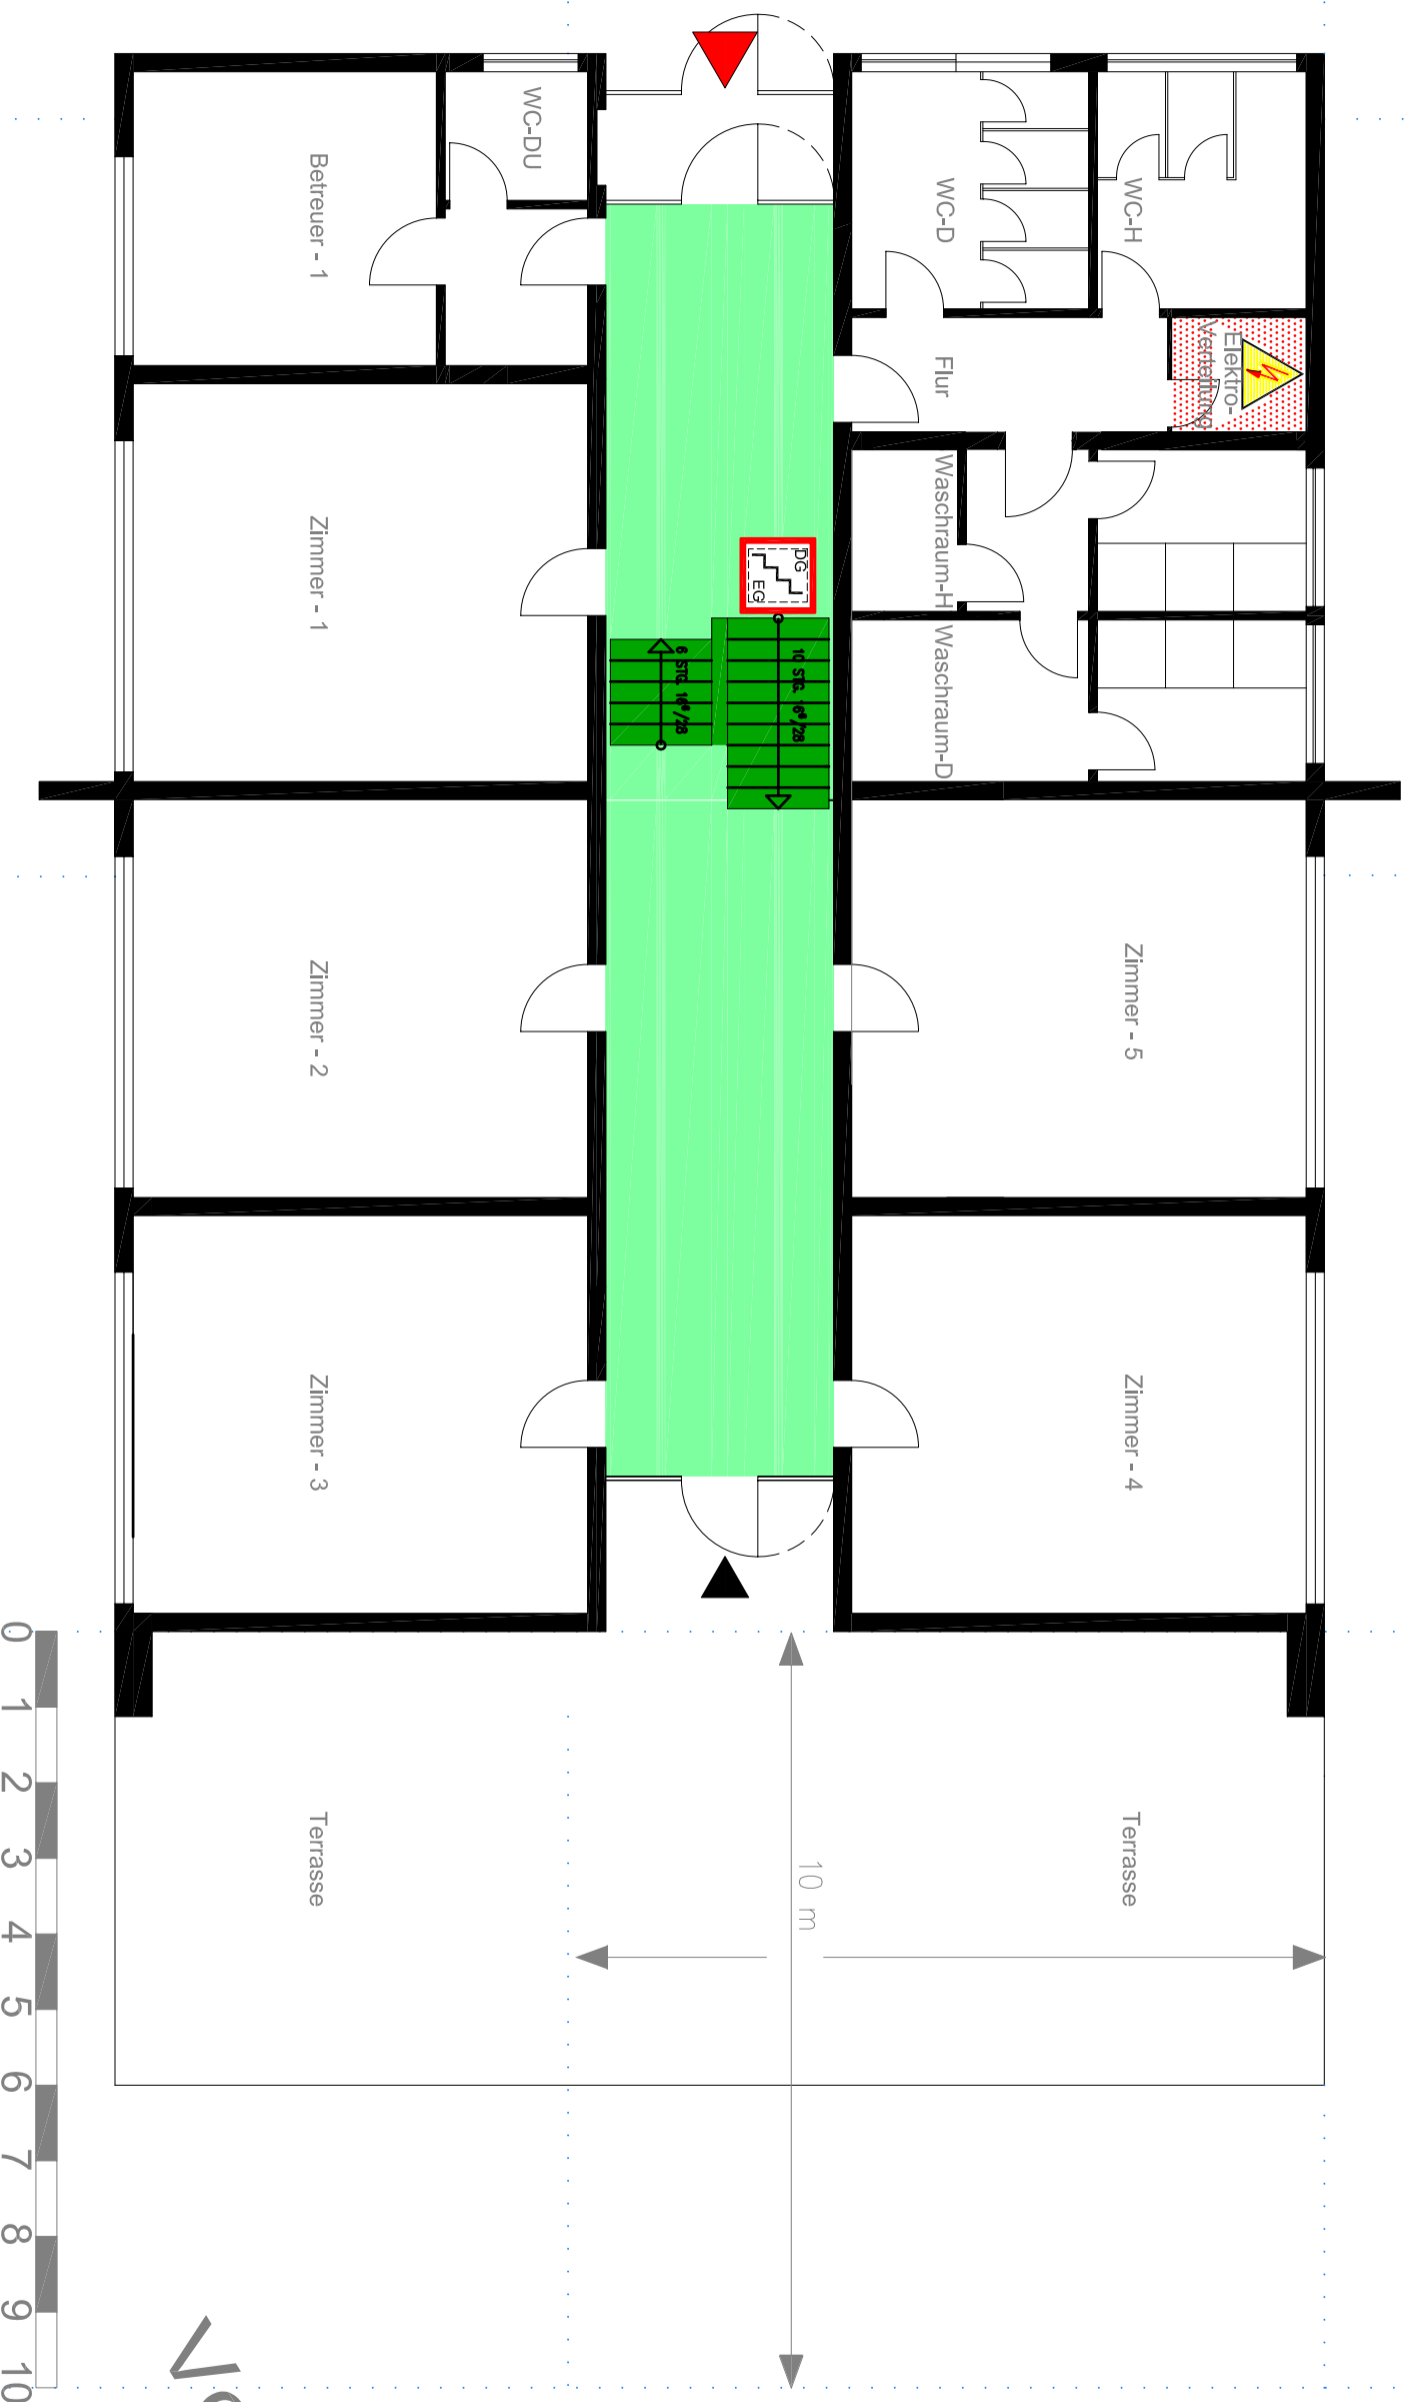 WC-DU
Betreuer - 1
WC-D
WC-H
Flur
Elektro-
Verteilung
Zimmer - 1
Waschraum-H
Waschraum-D
DG
EG
6 STG. 16⁶/28
10 STG. 16⁶/28
Zimmer - 2
Zimmer - 5
Zimmer - 3
Zimmer - 4
Terrasse
Terrasse
10 m
0 1 2 3 4 5 6 7 8 9 10